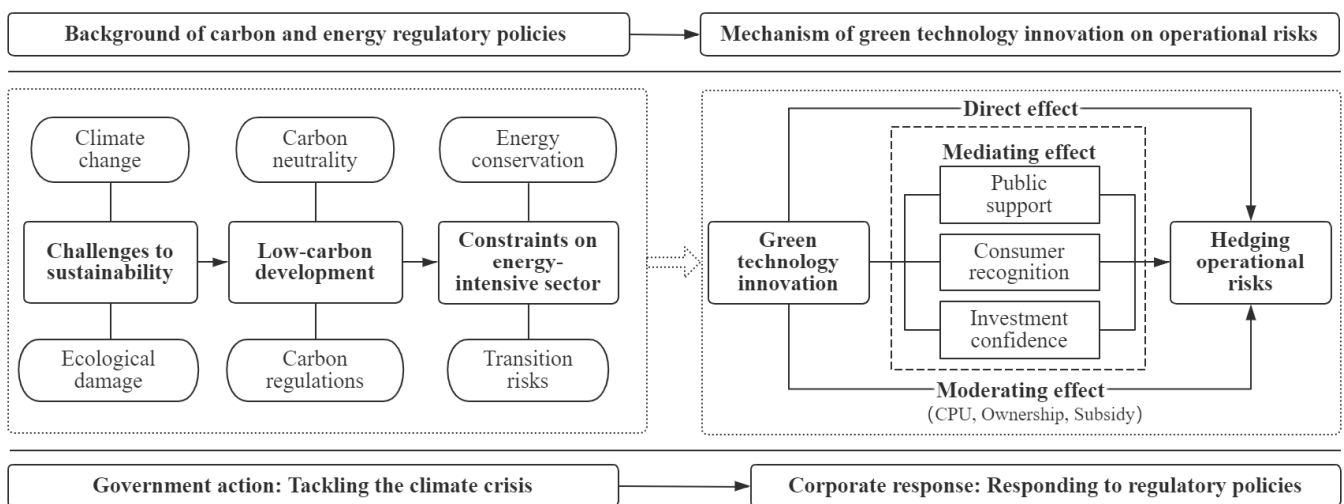 Background of carbon and energy regulatory policies
Mechanism of green technology innovation on operational risks
Climate
change
Carbon
neutrality
Energy
conservation
Challenges to
sustainability
Low-carbon
development
Constraints on
energy-
intensive sector
Ecological
damage
Carbon
regulations
Transition
risks
Direct effect
Mediating effect
Public
support
Green
technology
innovation
Consumer
recognition
Hedging
operational
risks
Investment
confidence
Moderating effect
(CPU, Ownership, Subsidy)
Government action: Tackling the climate crisis
Corporate response: Responding to regulatory policies